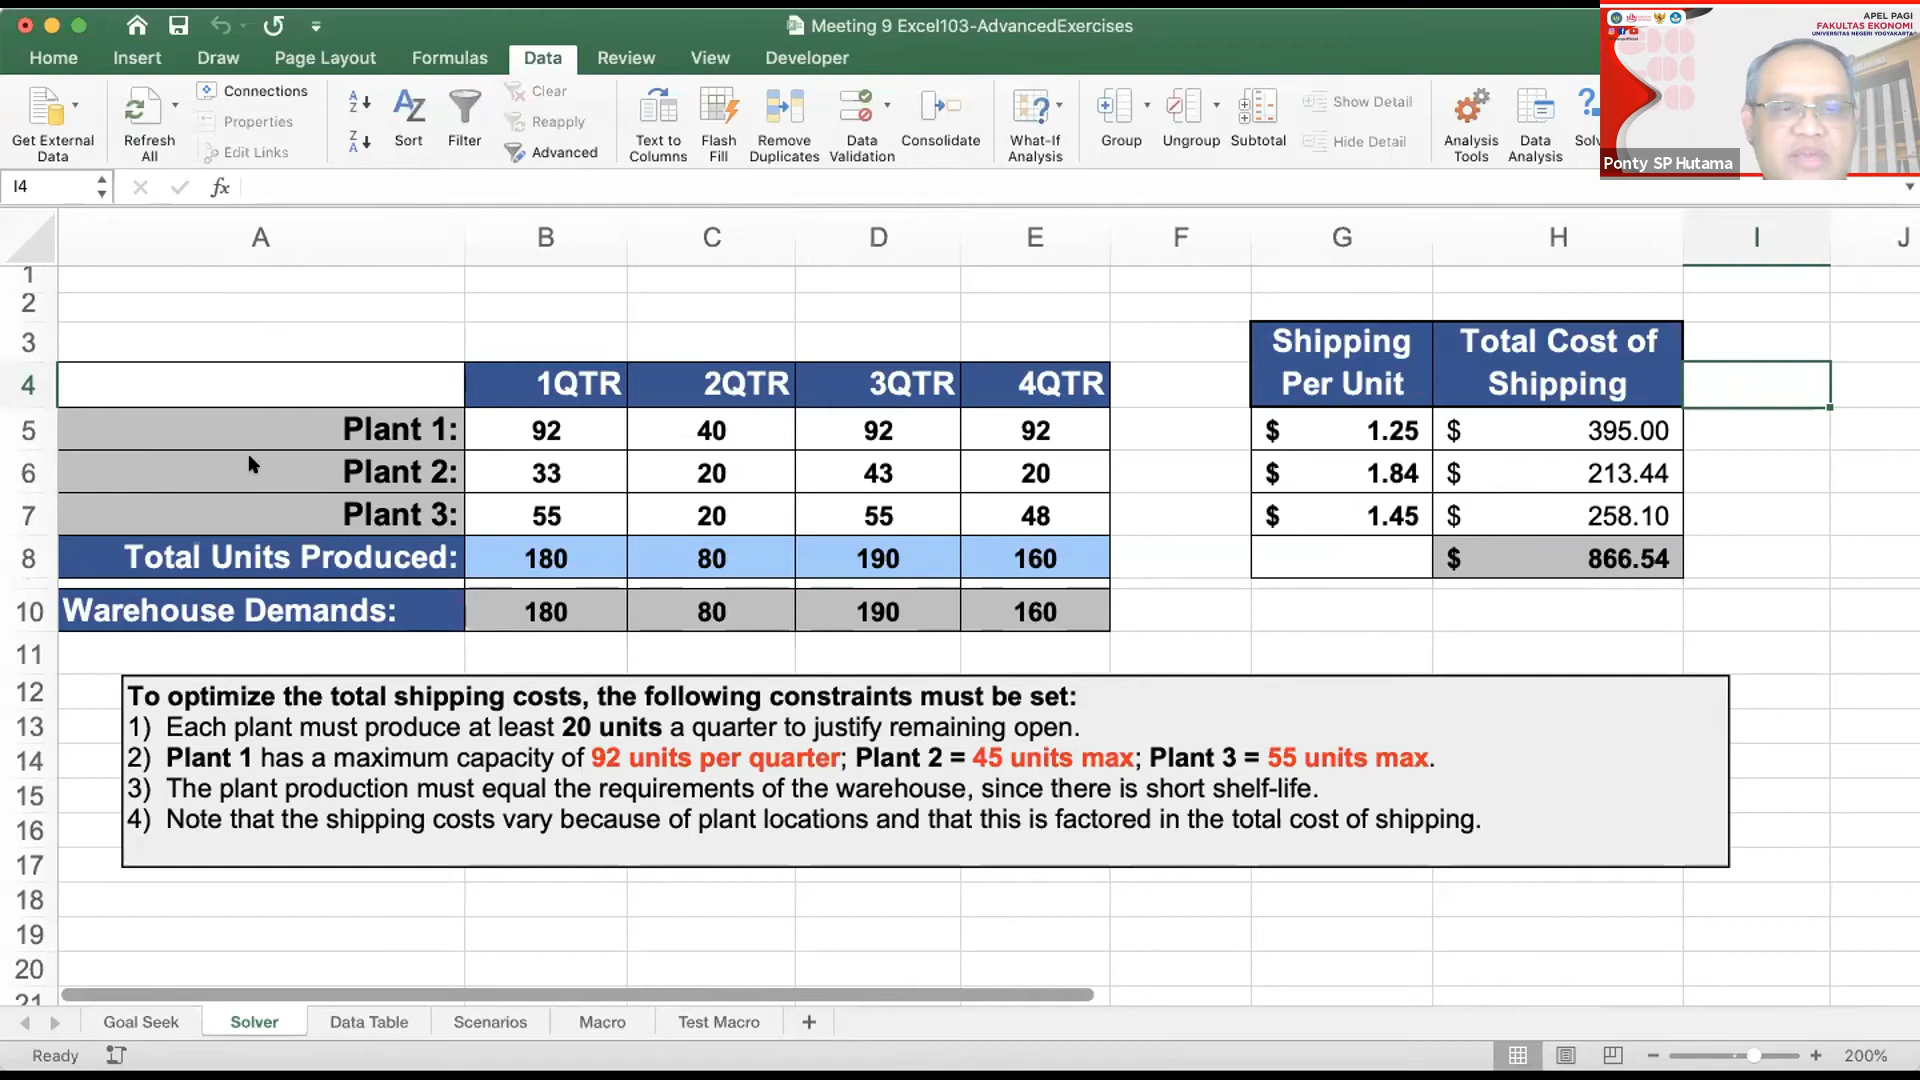 Meeting 9 Excel103-AdvancedExercises
Home Insert Draw Page Layout Formulas Data Review View Developer
Get External Data
Refresh All
Connections
Properties
Edit Links
Sort
Filter
Clear
Reapply
Advanced
Text to Columns
Flash Fill
Remove Duplicates
Data Validation
Consolidate
What-If Analysis
Group
Ungroup
Subtotal
Show Detail
Hide Detail
Analysis Tools
Data Analysis
APEL PAGI
FAKULTAS EKONOMI
UNIVERSITAS NEGERI YOGYAKARTA
Ponty SP Hutama
I4 fx
A B C D E F G H I J
1
2
3 Shipping Total Cost of
4 1QTR 2QTR 3QTR 4QTR Per Unit Shipping
5 Plant 1: 92 40 92 92 $ 1.25 $ 395.00
6 Plant 2: 33 20 43 20 $ 1.84 $ 213.44
7 Plant 3: 55 20 55 48 $ 1.45 $ 258.10
8 Total Units Produced: 180 80 190 160 $ 866.54
10 Warehouse Demands: 180 80 190 160
11
12 To optimize the total shipping costs, the following constraints must be set:
13 1) Each plant must produce at least 20 units a quarter to justify remaining open.
14 2) Plant 1 has a maximum capacity of 92 units per quarter; Plant 2 = 45 units max; Plant 3 = 55 units max.
15 3) The plant production must equal the requirements of the warehouse, since there is short shelf-life.
16 4) Note that the shipping costs vary because of plant locations and that this is factored in the total cost of shipping.
17
18
19
20
21
Goal Seek Solver Data Table Scenarios Macro Test Macro +
Ready 200%